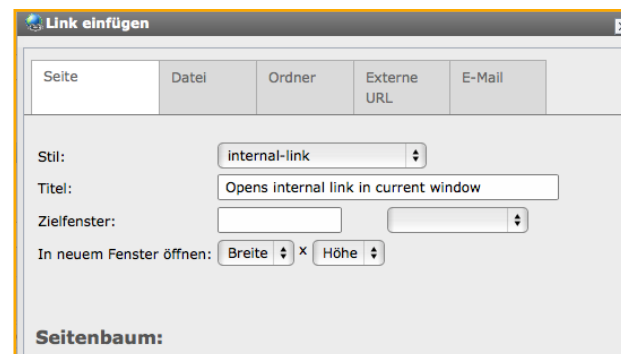 Link einfügen
Seite Datei Ordner Externe URL E-Mail
Stil: internal-link
Titel: Opens internal link in current window
Zielfenster:
In neuem Fenster öffnen: Breite x Höhe
Seitenbaum: